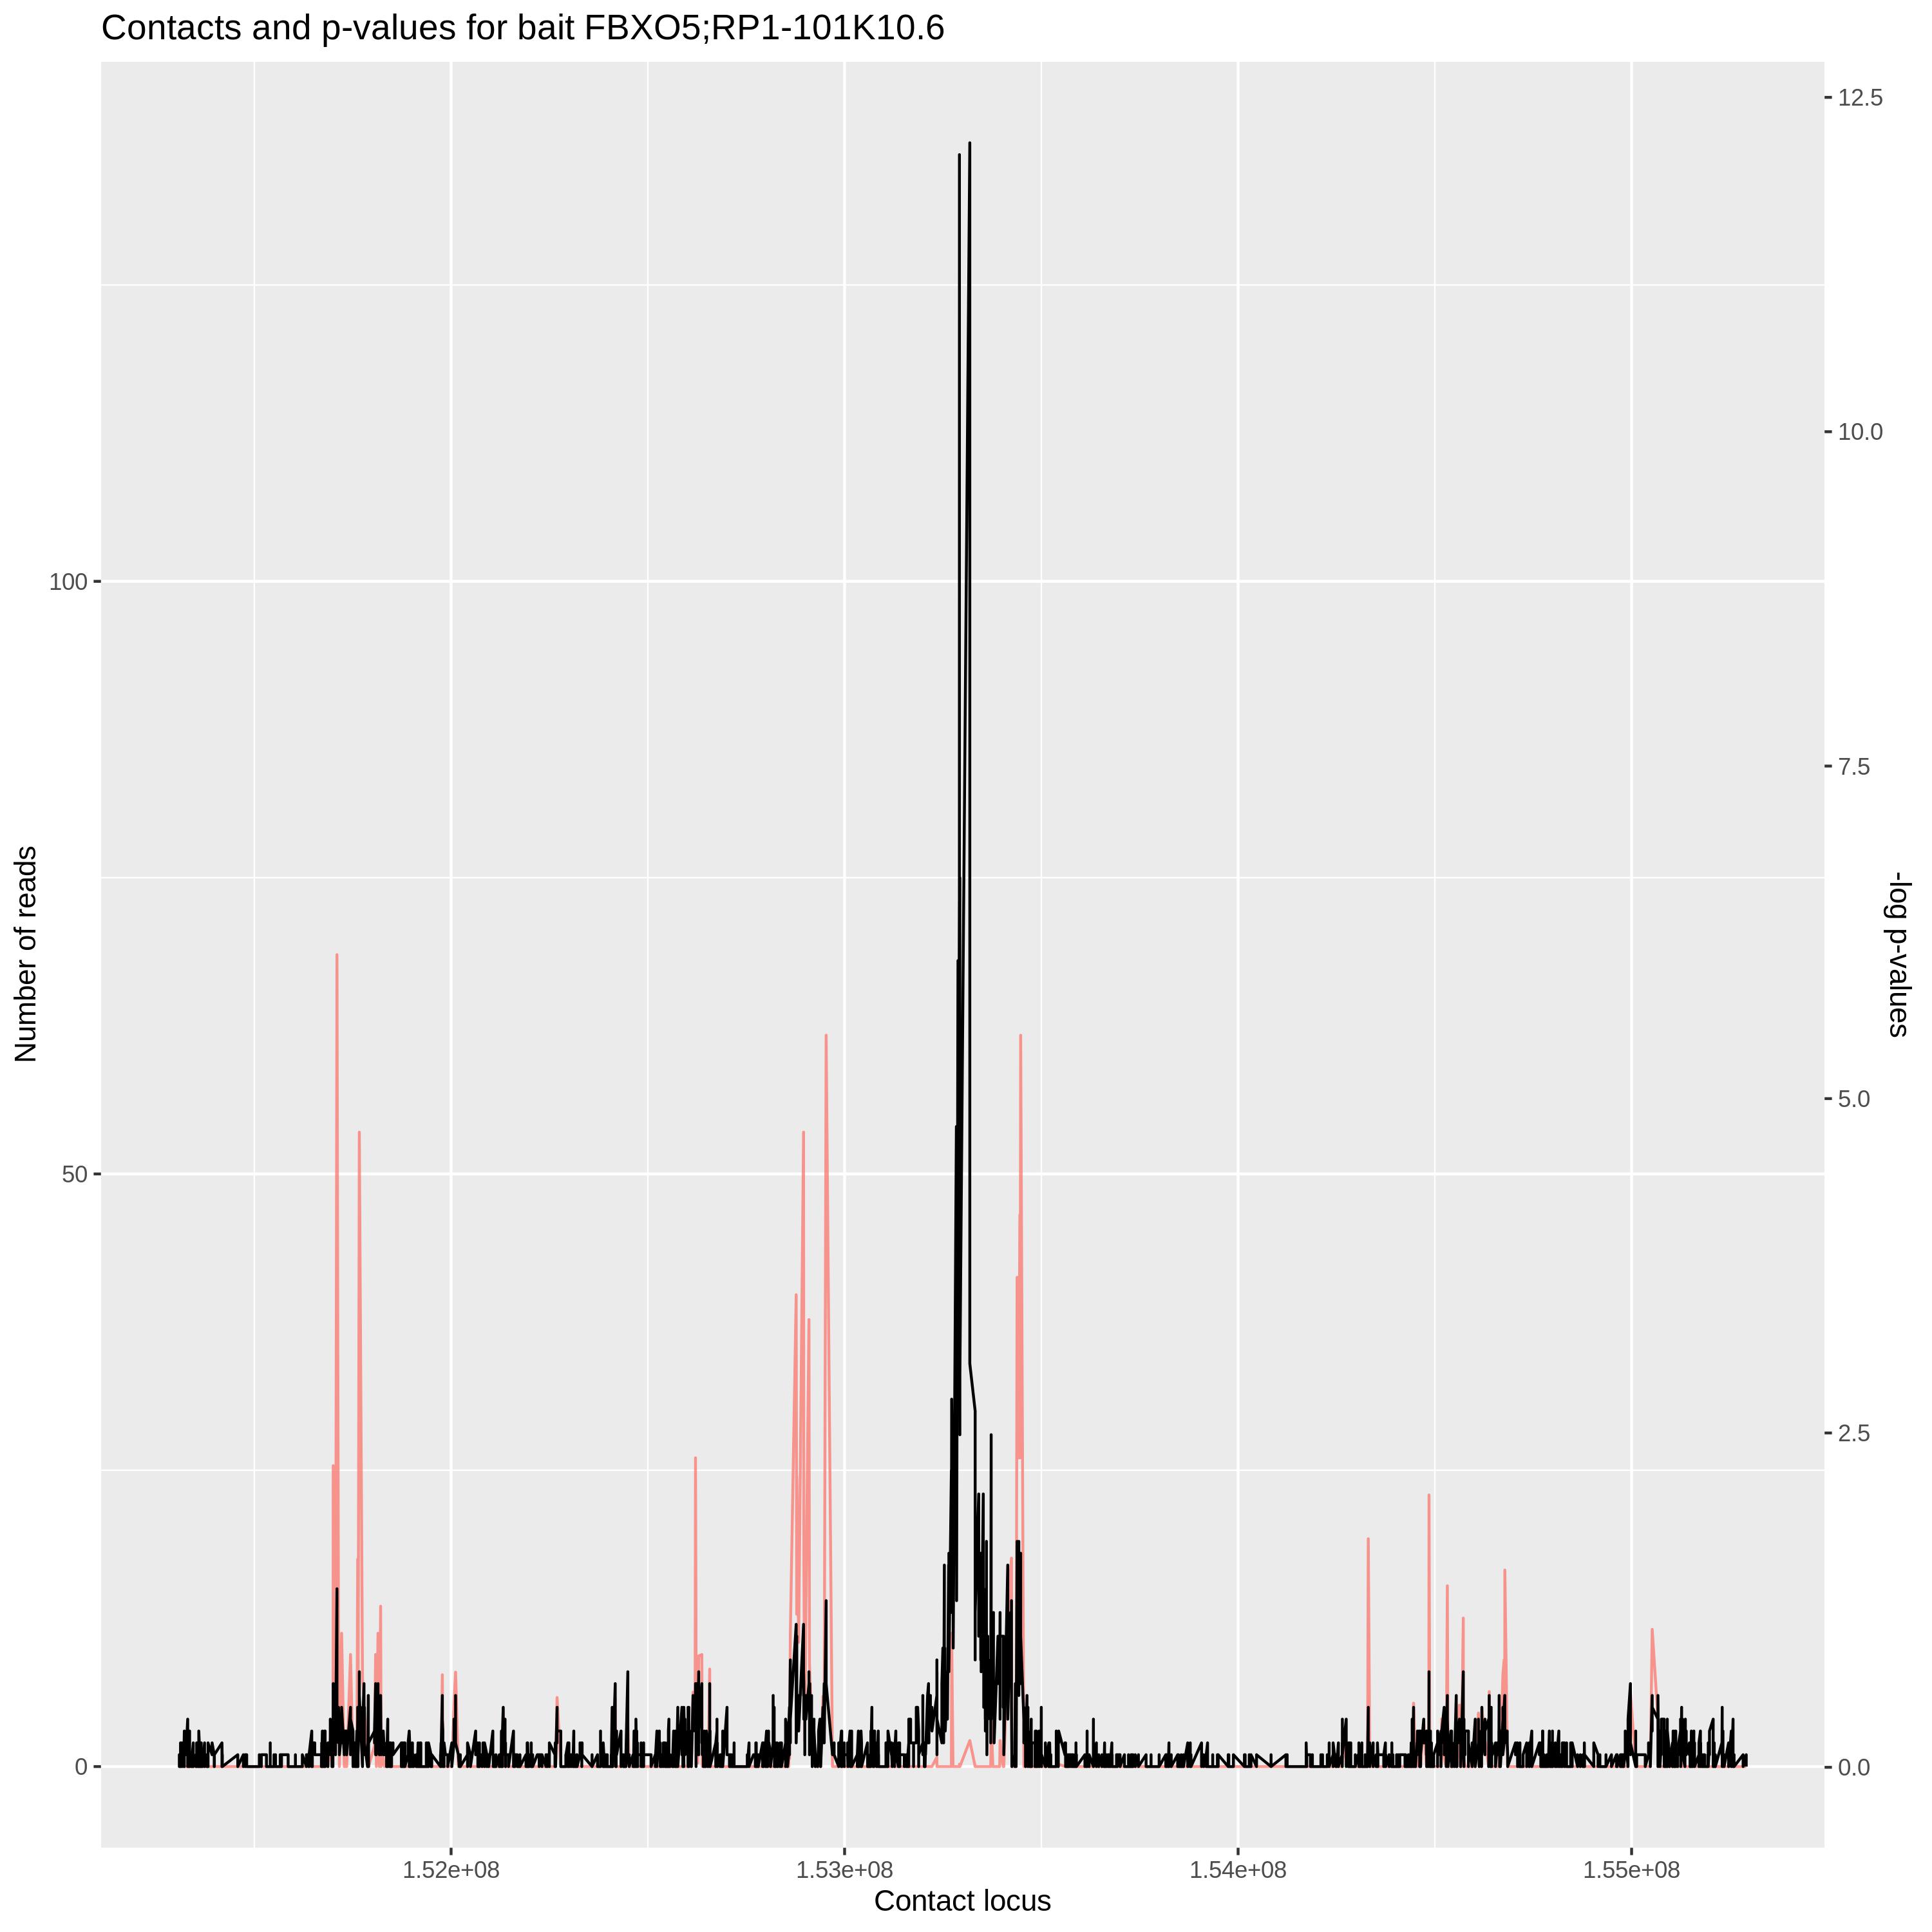 Contacts and p-values for bait FBXO5;RP1-101K10.6
12.5
10.0
100
7.5
Number of reads
-log p-values
5.0
50
2.5
0
0.0
1.52e+08
1.53e+08
1.54e+08
1.55e+08
Contact locus